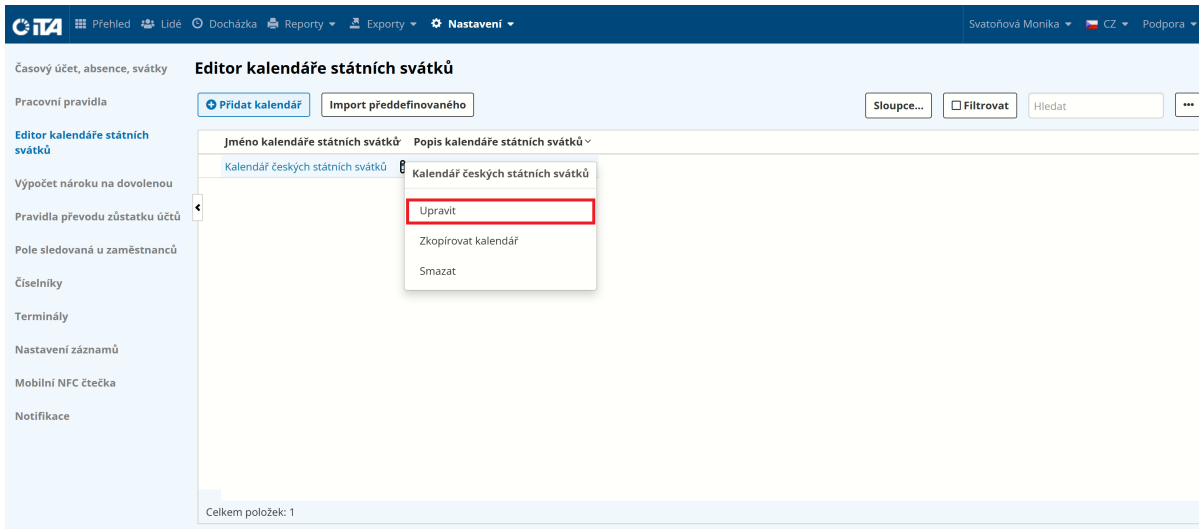 ITA Přehled Lidé Docházka Reporty Exporty Nastavení Svatoňová Monika CZ Podpora
Časový účet, absence, svátky
Pracovní pravidla
Editor kalendáře státních
svátků
Výpočet nároku na dovolenou
Pravidla převodu zůstatku účtů
Pole sledovaná u zaměstnanců
Číselníky
Terminály
Nastavení záznamů
Mobilní NFC čtečka
Notifikace
Editor kalendáře státních svátků
Přidat kalendář Import předdefinovaného Sloupce... Filtrovat Hledat
Jméno kalendáře státních svátků Popis kalendáře státních svátků
Kalendář českých státních svátků
Kalendář českých státních svátků
Upravit
Zkopírovat kalendář
Smazat
Celkem položek: 1